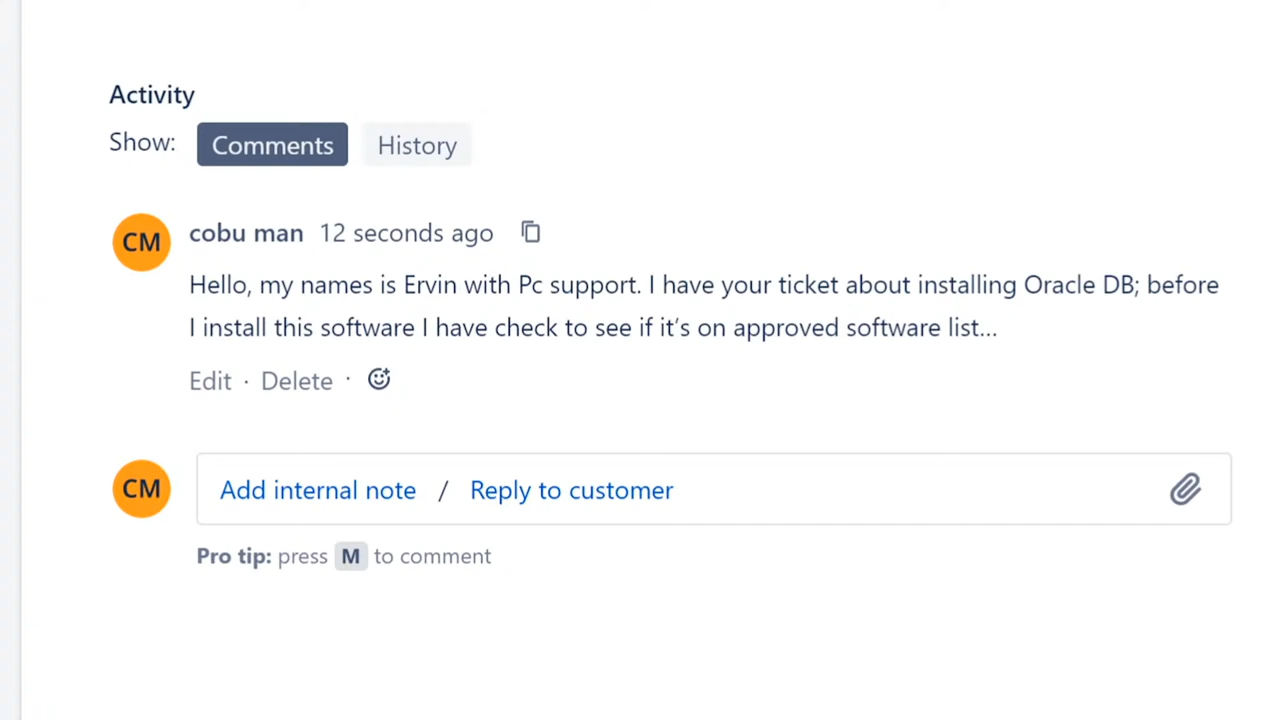 Activity
Show: Comments History
CM cobu man 12 seconds ago
Hello, my names is Ervin with Pc support. I have your ticket about installing Oracle DB; before
I install this software I have check to see if it's on approved software list...
Edit · Delete ·
CM Add internal note / Reply to customer
Pro tip: press M to comment